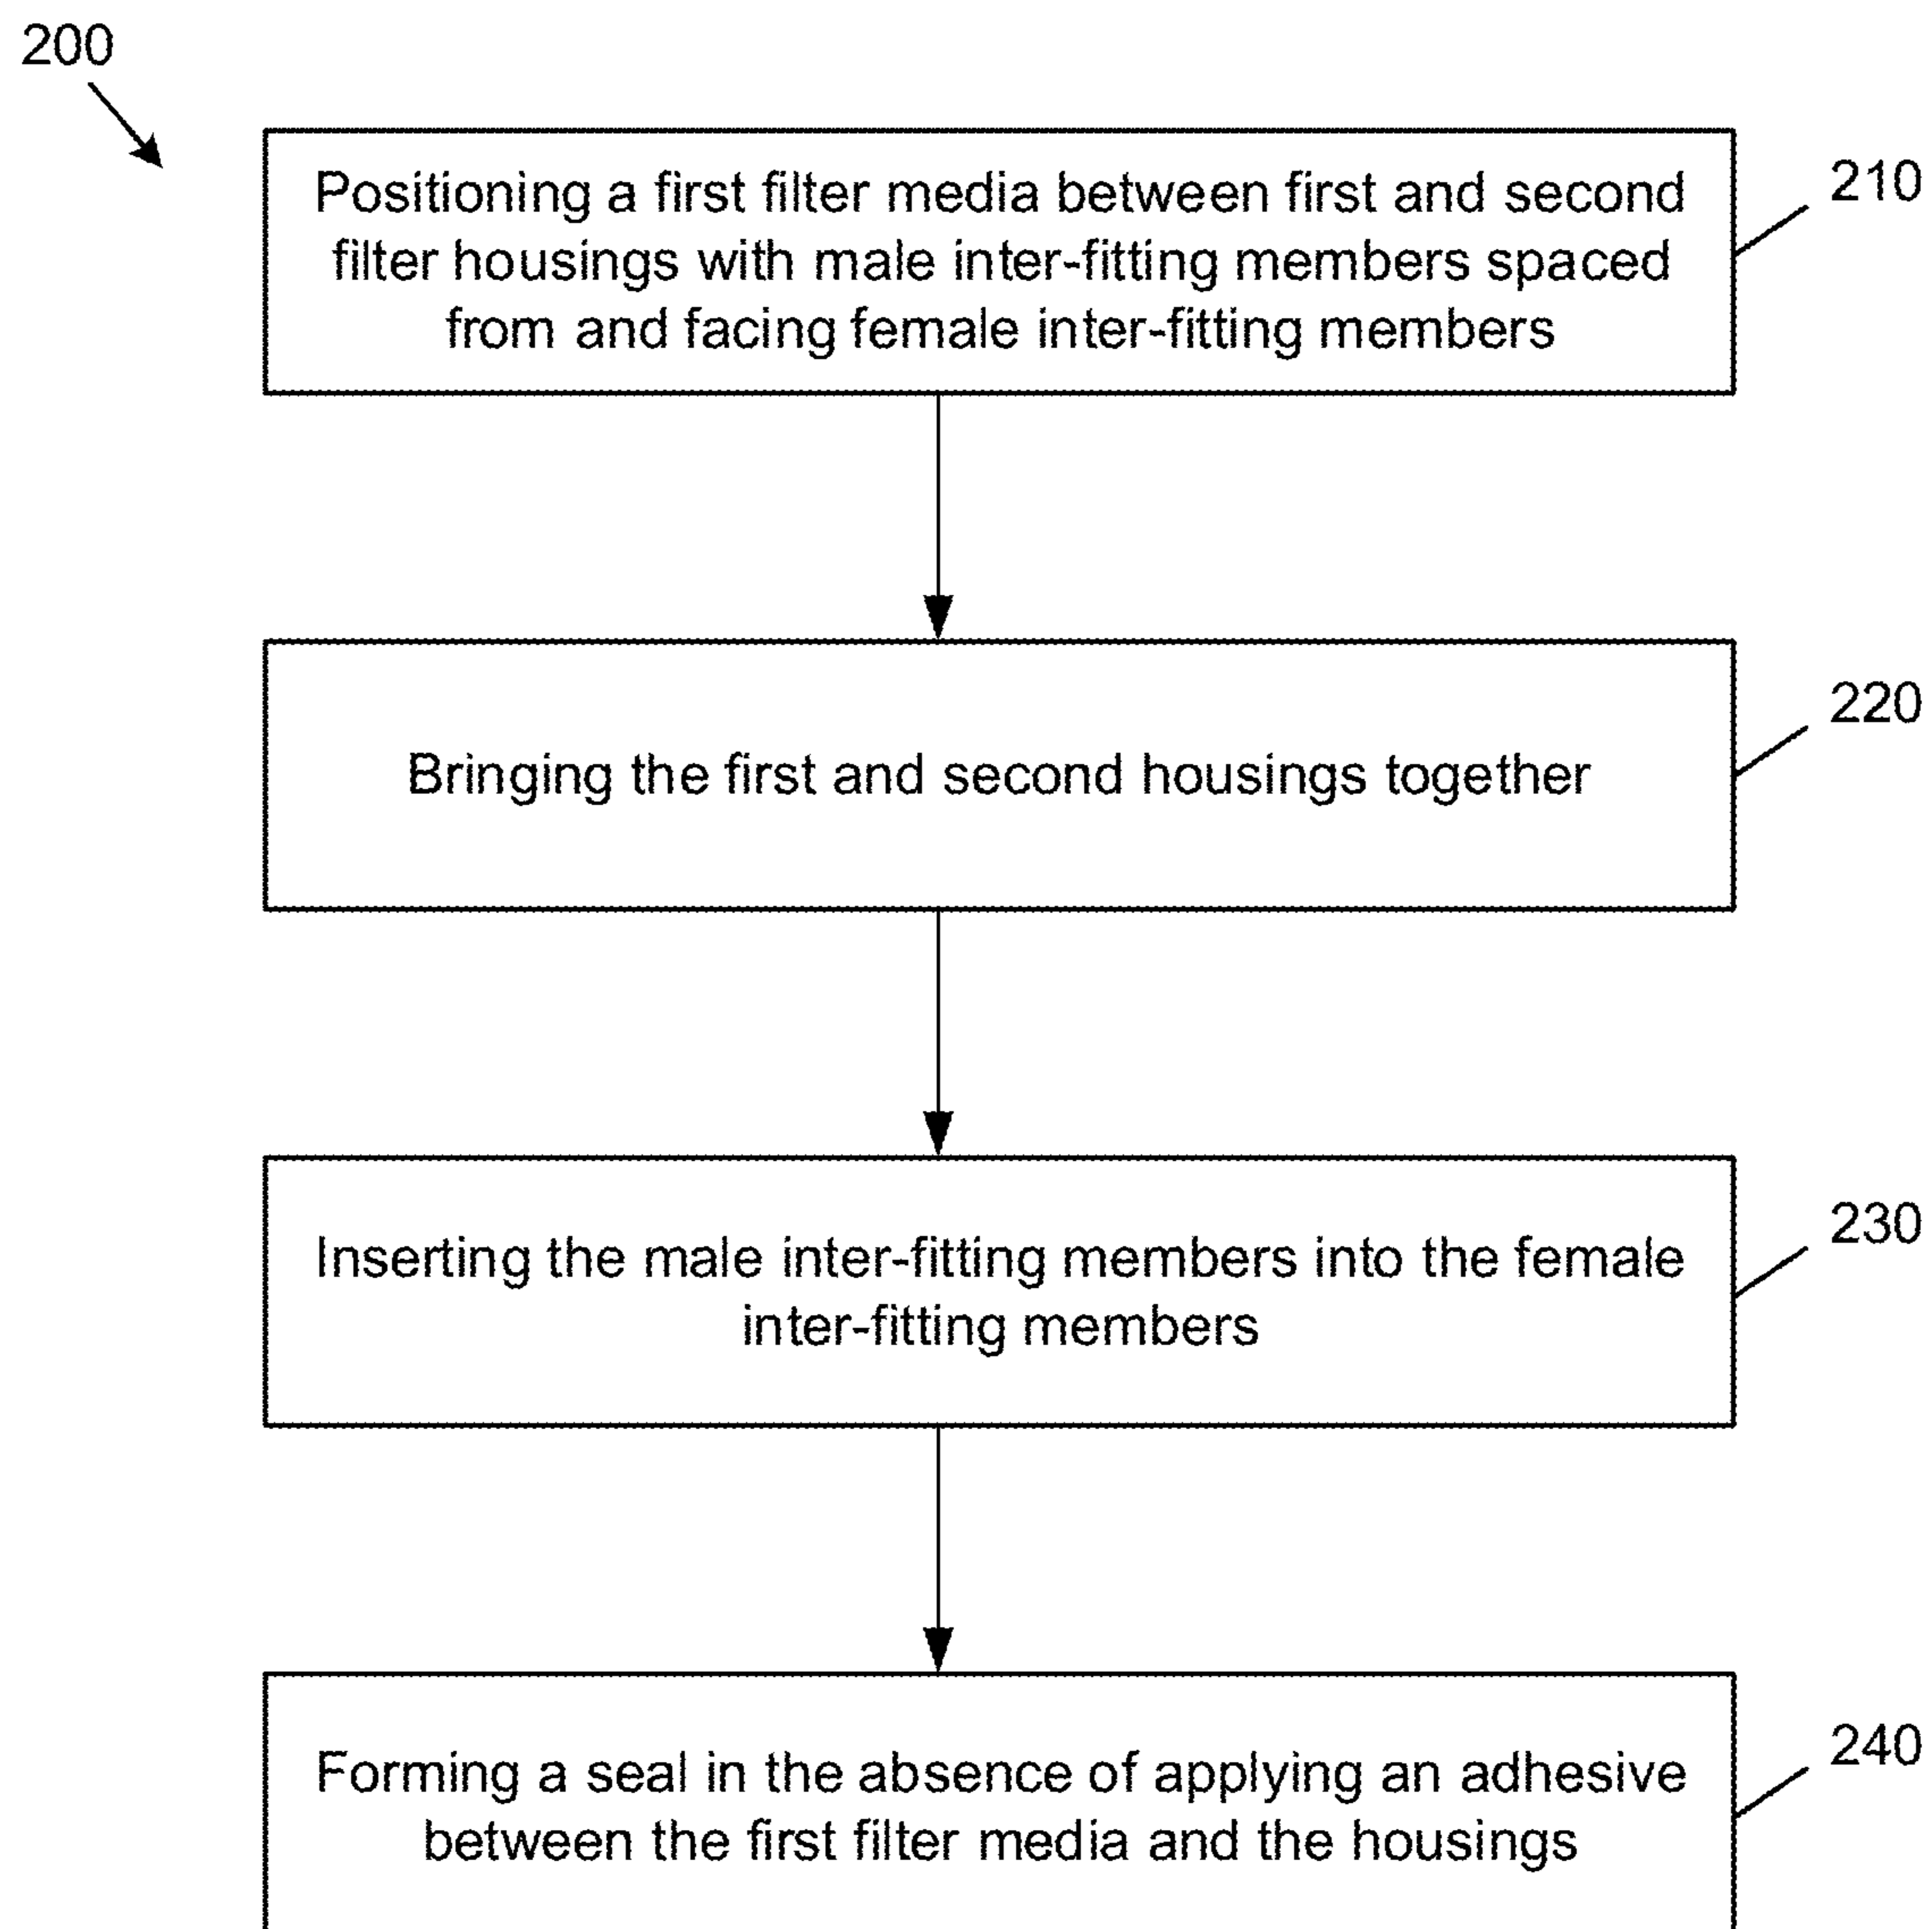 200
Positioning a first filter media between first and second
filter housings with male inter-fitting members spaced
from and facing female inter-fitting members
210
Bringing the first and second housings together
220
Inserting the male inter-fitting members into the female
inter-fitting members
230
Forming a seal in the absence of applying an adhesive
between the first filter media and the housings
240